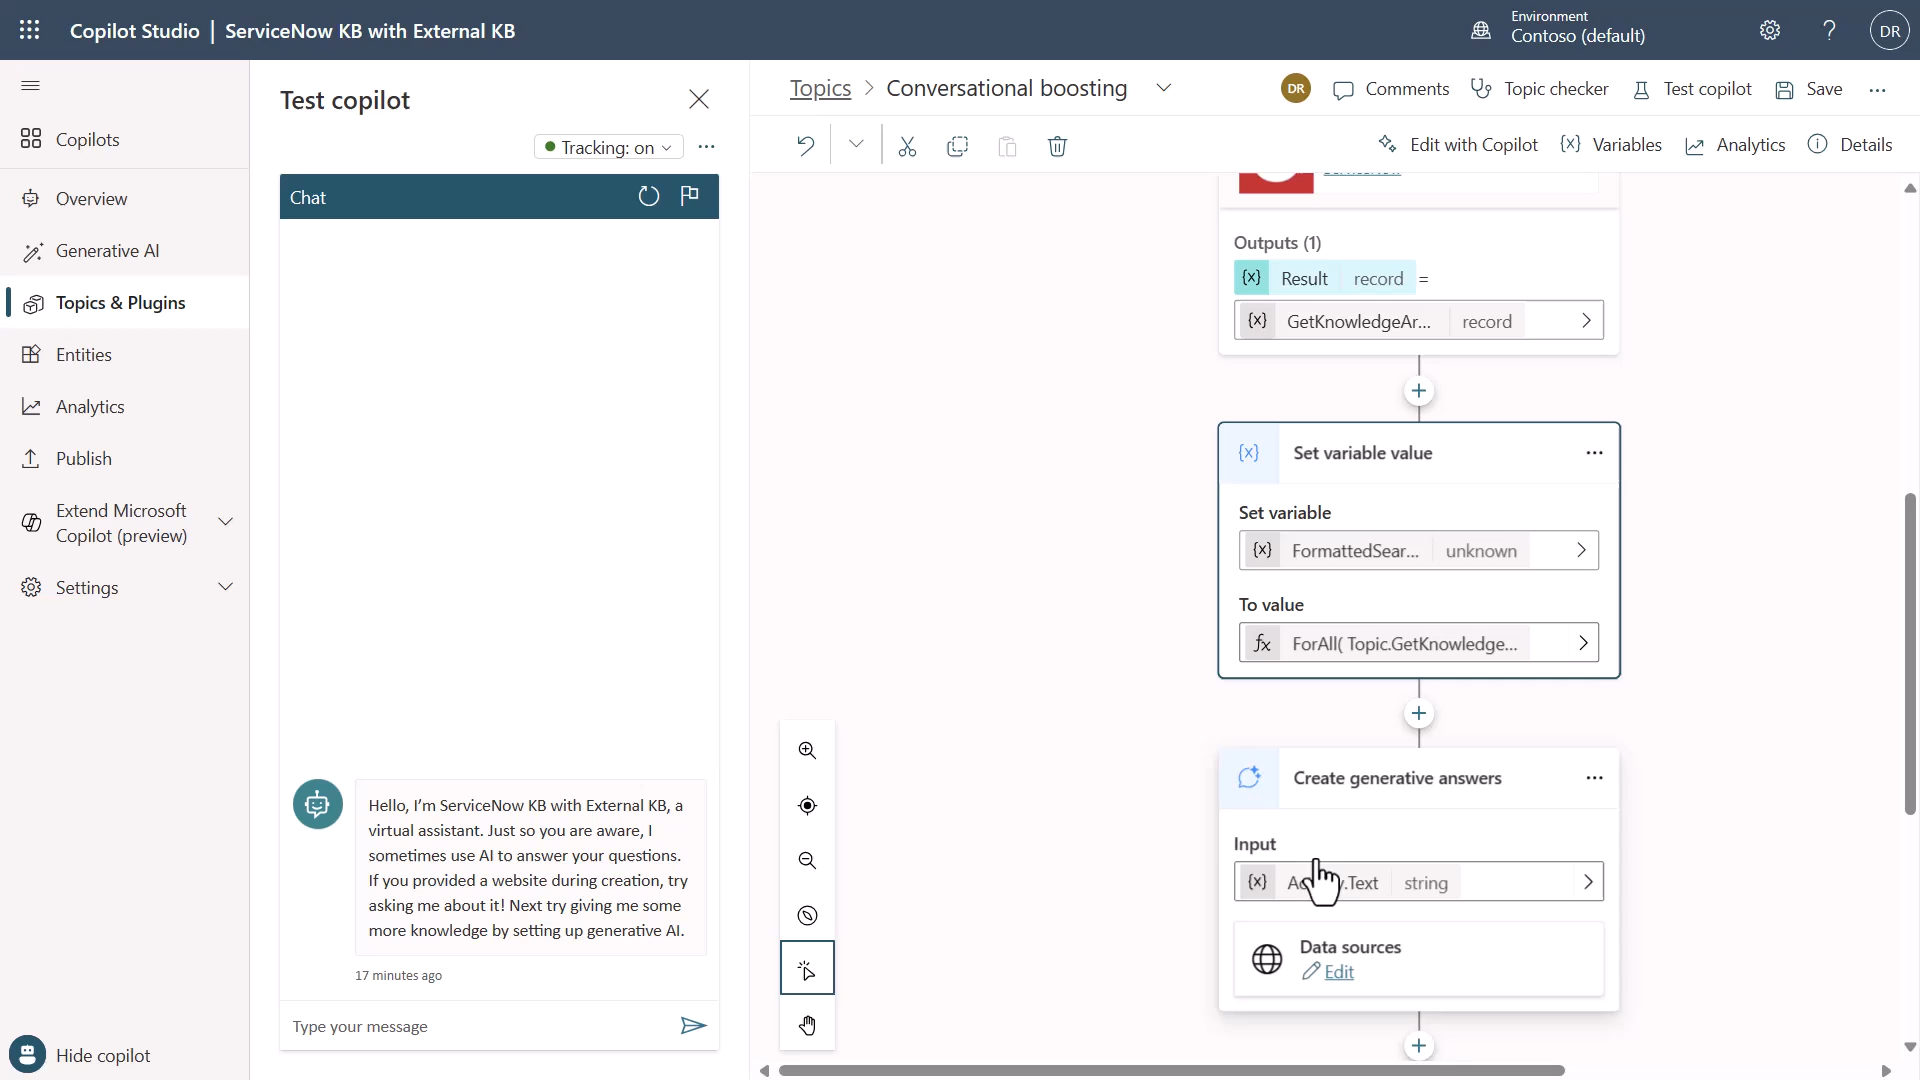 Copilot Studio | ServiceNow KB with External KB
Environment
Contoso (default)
?
DR
Copilots
Overview
Generative AI
Topics & Plugins
Entities
Analytics
Publish
Extend Microsoft
Copilot (preview)
Settings
Hide copilot
Test copilot
Tracking: on
Chat
Hello, I'm ServiceNow KB with External KB, a
virtual assistant. Just so you are aware, I
sometimes use AI to answer your questions.
If you provided a website during creation, try
asking me about it! Next try giving me some
more knowledge by setting up generative AI.
17 minutes ago
Type your message
Topics > Conversational boosting
DR
Comments
Topic checker
Test copilot
Save
Edit with Copilot
{x} Variables
Analytics
Details
Outputs (1)
{x} Result record =
{x} GetKnowledgeAr... record
{x} Set variable value
Set variable
{x} FormattedSear... unknown
To value
fx ForAll( Topic.GetKnowledge...
Create generative answers
Input
{x} .Text string
Data sources
Edit